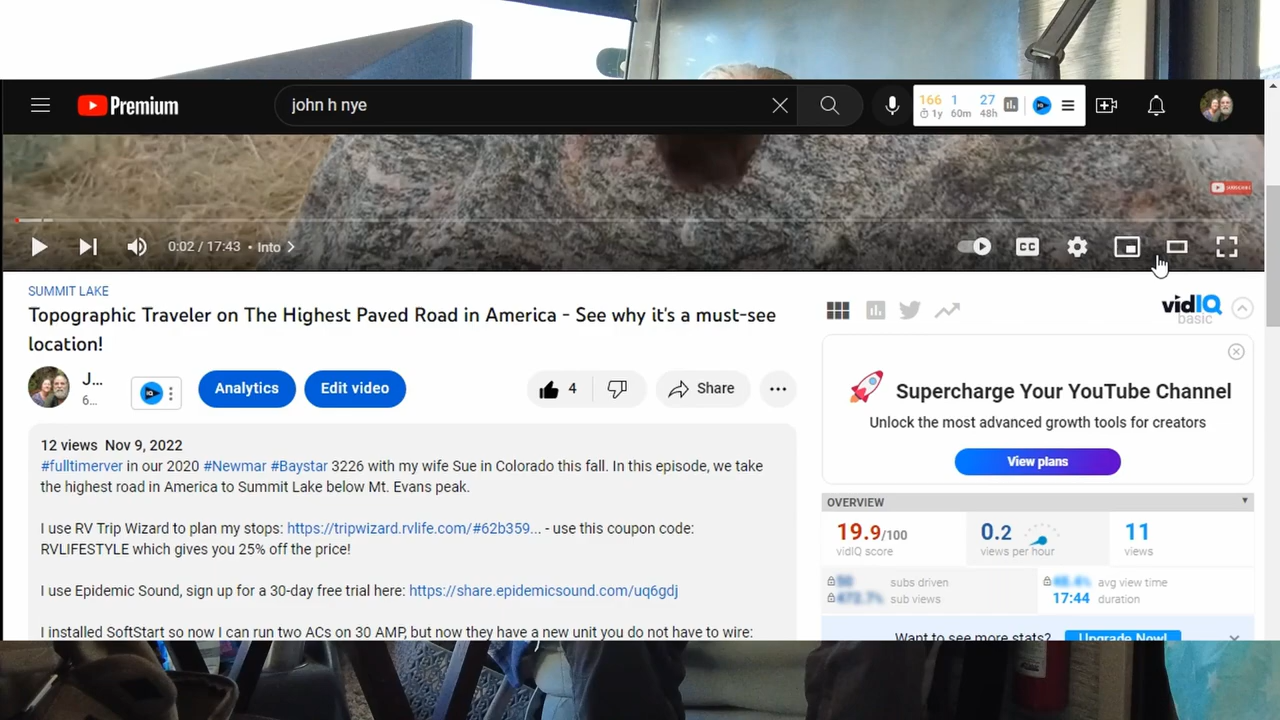 Premium
john h nye
166 1 27
1y 60m 48h
0:02 / 17:43 • Into
CC
SUMMIT LAKE
Topographic Traveler on The Highest Paved Road in America - See why it's a must-see
location!
vidIQ
basic
J...
6...
Analytics
Edit video
4
Share
Supercharge Your YouTube Channel
Unlock the most advanced growth tools for creators
View plans
12 views Nov 9, 2022
#fulltimerver in our 2020 #Newmar #Baystar 3226 with my wife Sue in Colorado this fall. In this episode, we take
the highest road in America to Summit Lake below Mt. Evans peak.
I use RV Trip Wizard to plan my stops: https://tripwizard.rvlife.com/#62b359... - use this coupon code:
RVLIFESTYLE which gives you 25% off the price!
I use Epidemic Sound, sign up for a 30-day free trial here: https://share.epidemicsound.com/uq6gdj
I installed SoftStart so now I can run two ACs on 30 AMP, but now they have a new unit you do not have to wire:
OVERVIEW
19.9/100
vidIQ score
0.2
views per hour
11
views
subs driven
avg view time
sub views
17:44 duration
Want to see more stats? Upgrade Now!